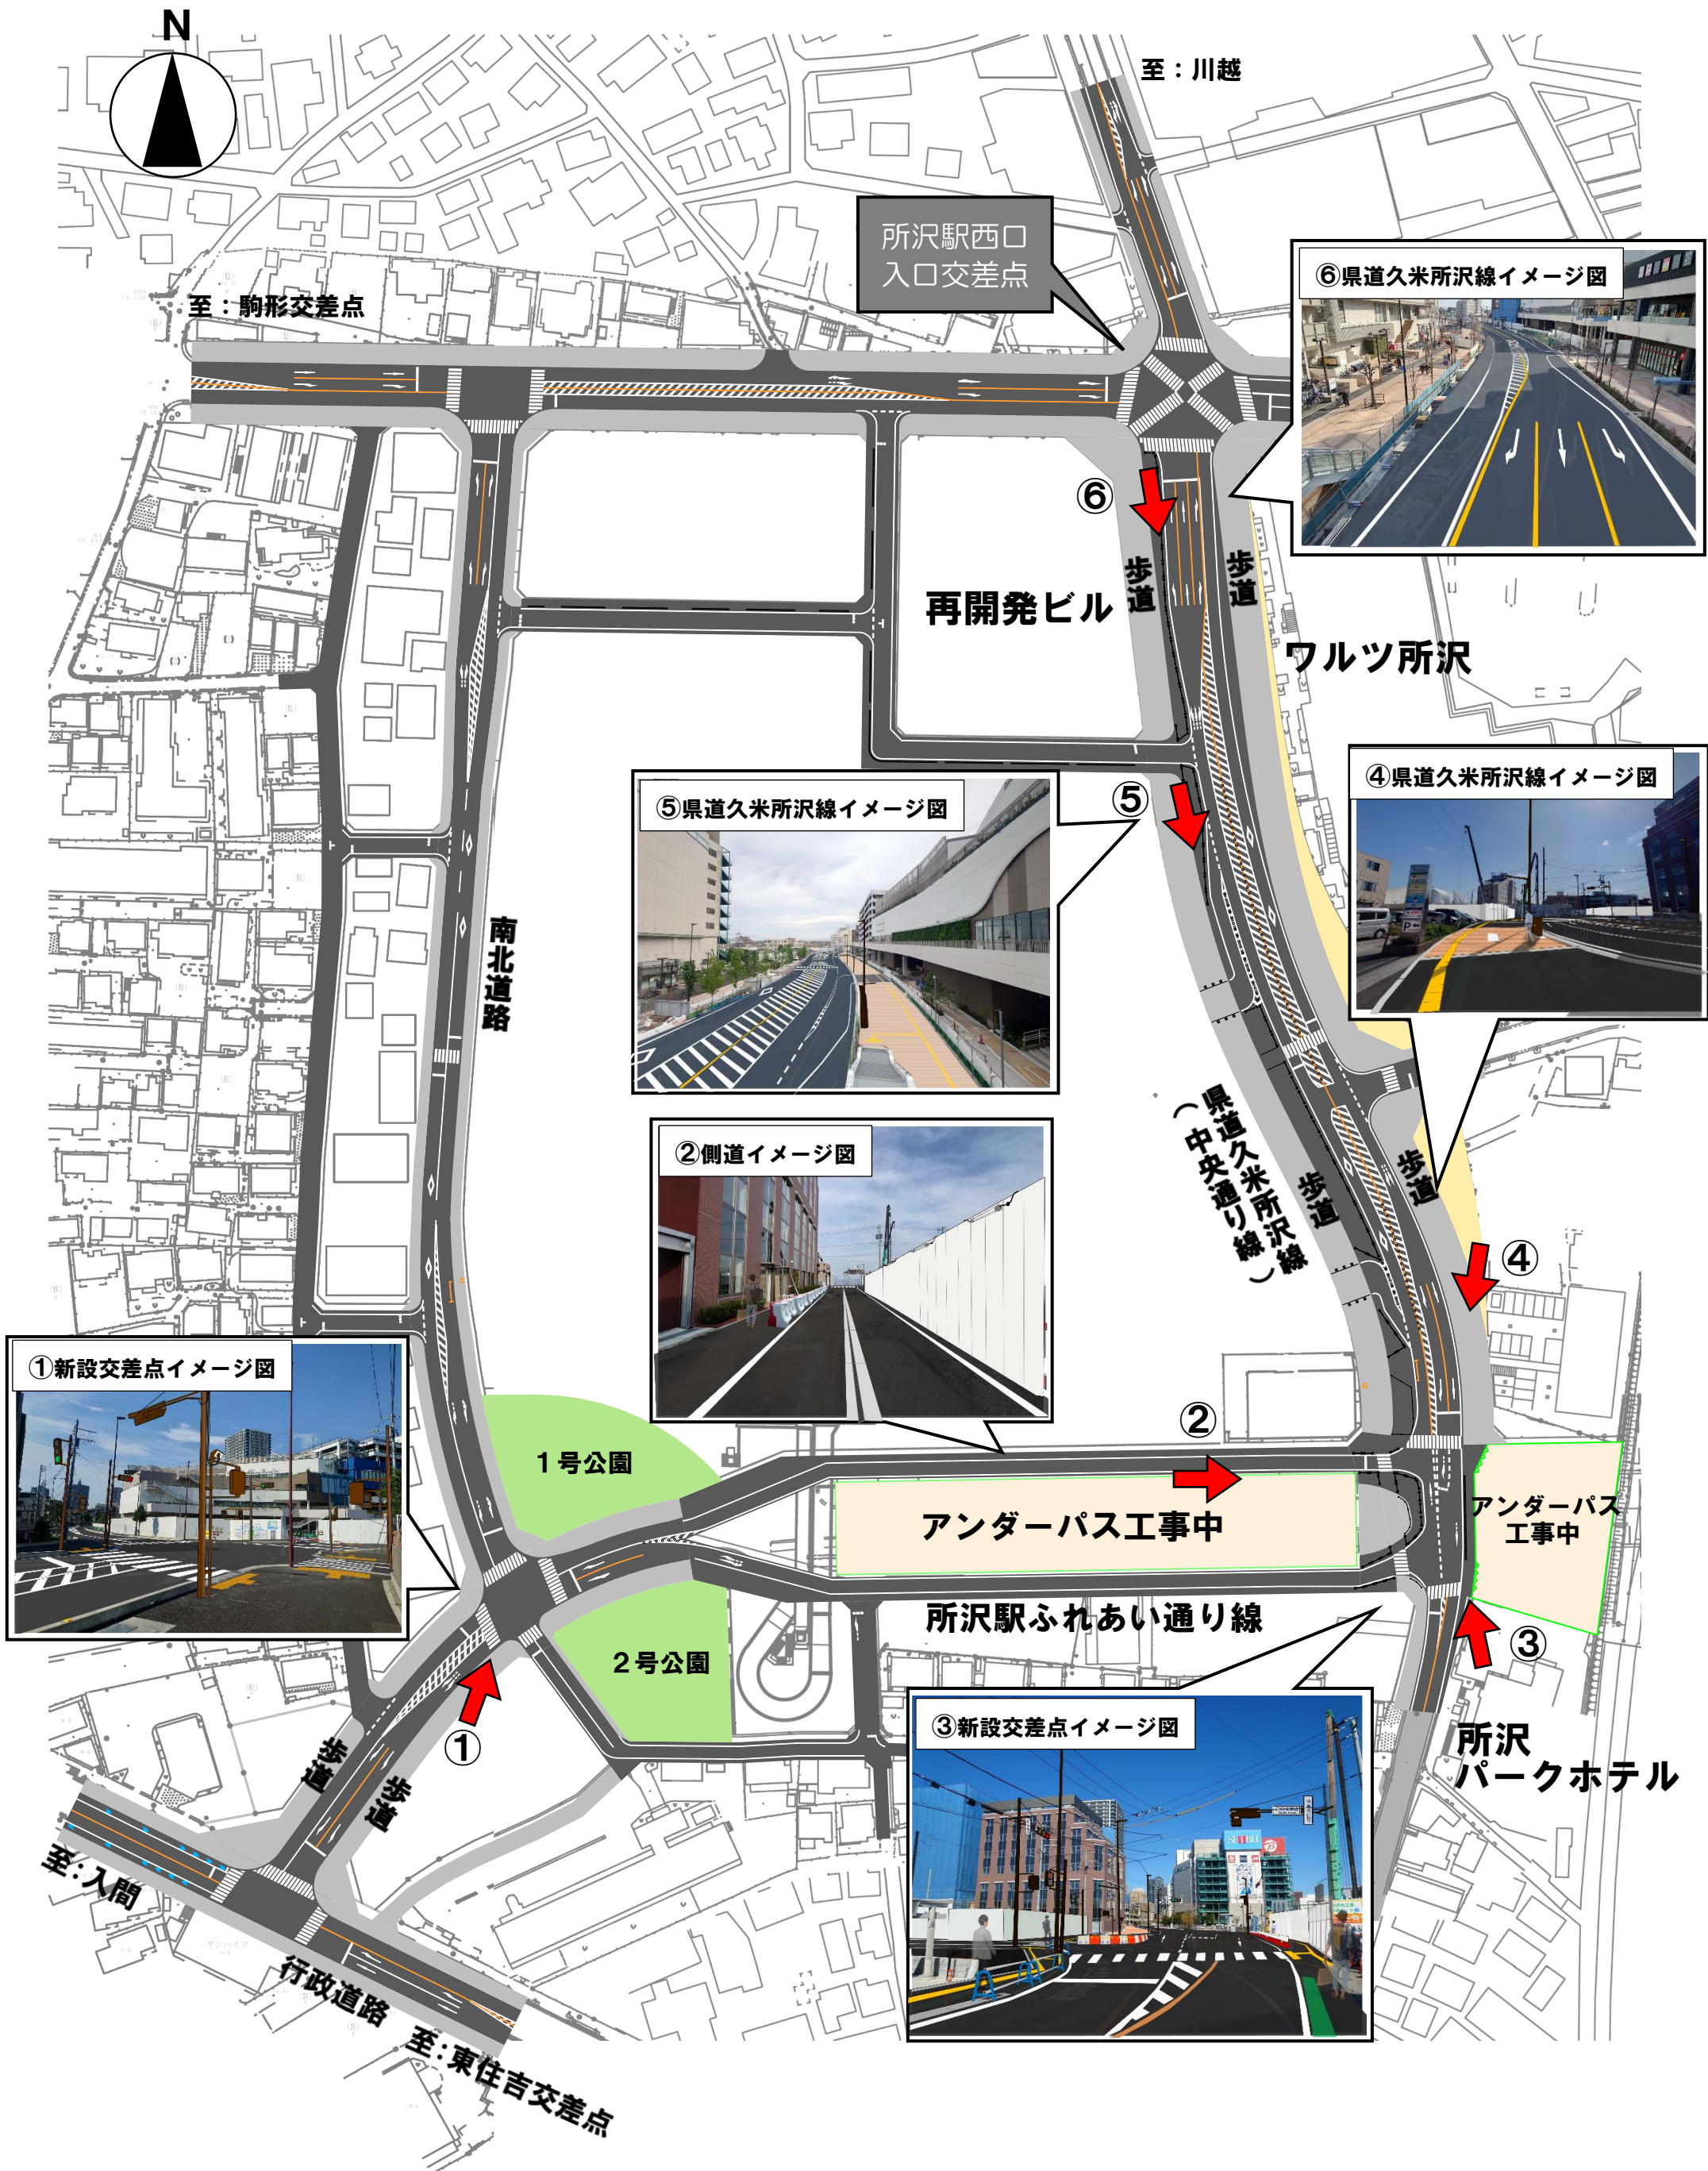 N
至：川越
所沢駅西口
入口交差点
⑥県道久米所沢線イメージ図
至：駒形交差点
⑥
歩道
歩道
再開発ビル
ワルツ所沢
④県道久米所沢線イメージ図
⑤県道久米所沢線イメージ図
⑤
南北道路
県道久米所沢線
（中央通り線）
歩道
歩道
②側道イメージ図
④
①新設交差点イメージ図
②
1号公園
アンダーパス工事中
アンダーパス
工事中
所沢駅ふれあい通り線
2号公園
③
①
③新設交差点イメージ図
SEIBU
所沢
パークホテル
歩道
歩道
至：入間
行政道路
至：東住吉交差点